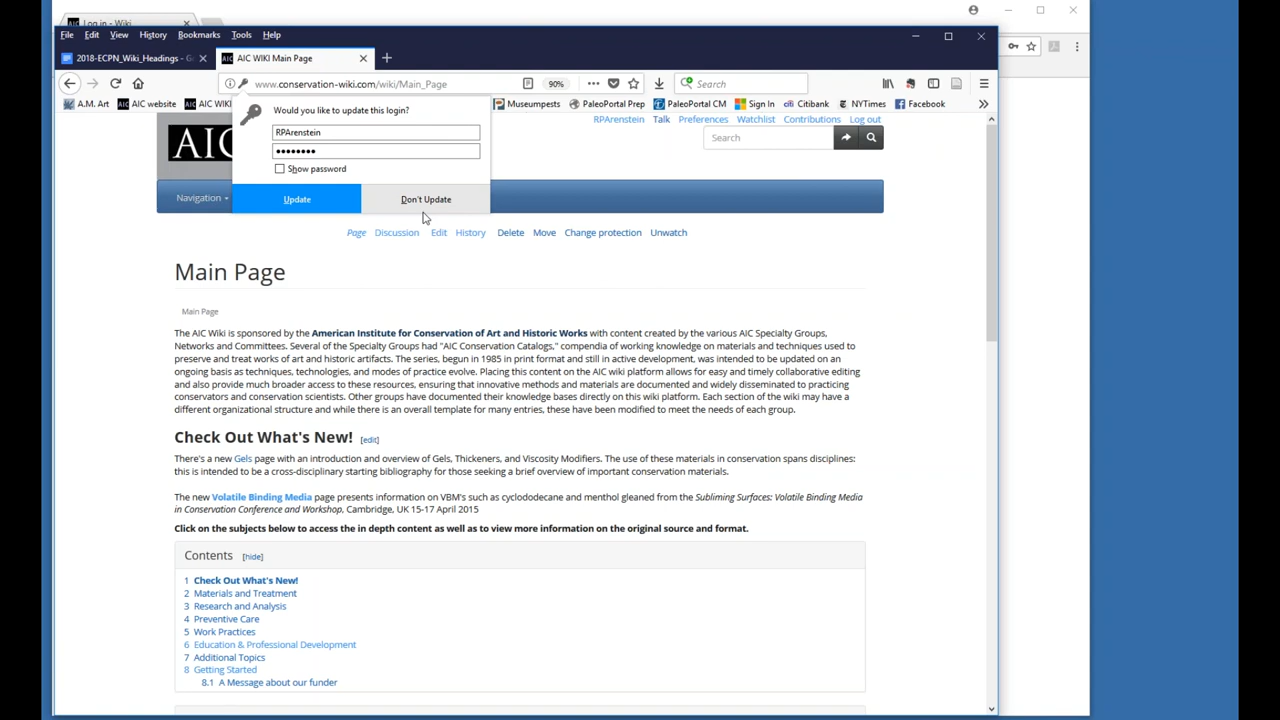 Log in - Wiki
File Edit View History Bookmarks Tools Help
2018-ECPN_Wiki_Headings - G
AIC WIKI Main Page
www.conservation-wiki.com/wiki/Main_Page
90%
Search
A.M. Art AIC website AIC WIKI Museumpests PaleoPortal Prep PaleoPortal CM Sign In Citibank NYTimes Facebook
Would you like to update this login?
RPArenstein
Show password
Update Don't Update
RPArenstein Talk Preferences Watchlist Contributions Log out
AIC
Search
Navigation
Page Discussion Edit History Delete Move Change protection Unwatch
Main Page
Main Page
The AIC Wiki is sponsored by the American Institute for Conservation of Art and Historic Works with content created by the various AIC Specialty Groups,
Networks and Committees. Several of the Specialty Groups had "AIC Conservation Catalogs," compendia of working knowledge on materials and techniques used to
preserve and treat works of art and historic artifacts. The series, begun in 1985 in print format and still in active development, was intended to be updated on an
ongoing basis as techniques, technologies, and modes of practice evolve. Placing this content on the AIC wiki platform allows for easy and timely collaborative editing
and also provide much broader access to these resources, ensuring that innovative methods and materials are documented and widely disseminated to practicing
conservators and conservation scientists. Other groups have documented their knowledge bases directly on this wiki platform. Each section of the wiki may have a
different organizational structure and while there is an overall template for many entries, these have been modified to meet the needs of each group.
Check Out What's New! [edit]
There's a new Gels page with an introduction and overview of Gels, Thickeners, and Viscosity Modifiers. The use of these materials in conservation spans disciplines:
this is intended to be a cross-disciplinary starting bibliography for those seeking a brief overview of important conservation materials.
The new Volatile Binding Media page presents information on VBM's such as cyclododecane and menthol gleaned from the Subliming Surfaces: Volatile Binding Media
in Conservation Conference and Workshop, Cambridge, UK 15-17 April 2015
Click on the subjects below to access the in depth content as well as to view more information on the original source and format.
Contents [hide]
1 Check Out What's New!
2 Materials and Treatment
3 Research and Analysis
4 Preventive Care
5 Work Practices
6 Education & Professional Development
7 Additional Topics
8 Getting Started
8.1 A Message about our funder